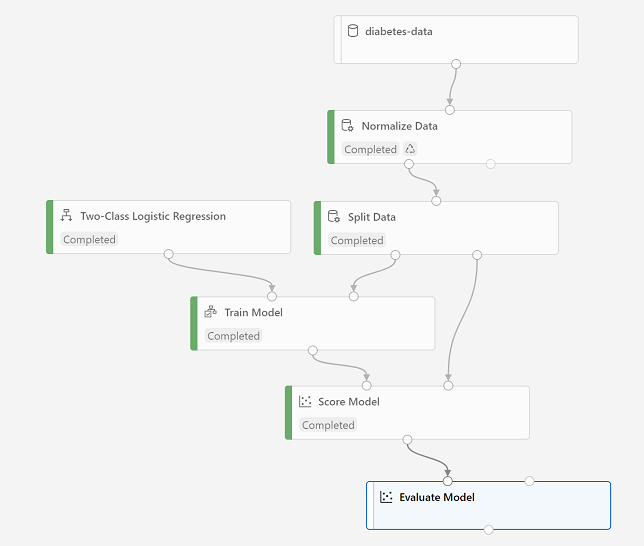 diabetes-data
Normalize Data
Completed
Two-Class Logistic Regression
Completed
Split Data
Completed
Train Model
Completed
Score Model
Completed
Evaluate Model